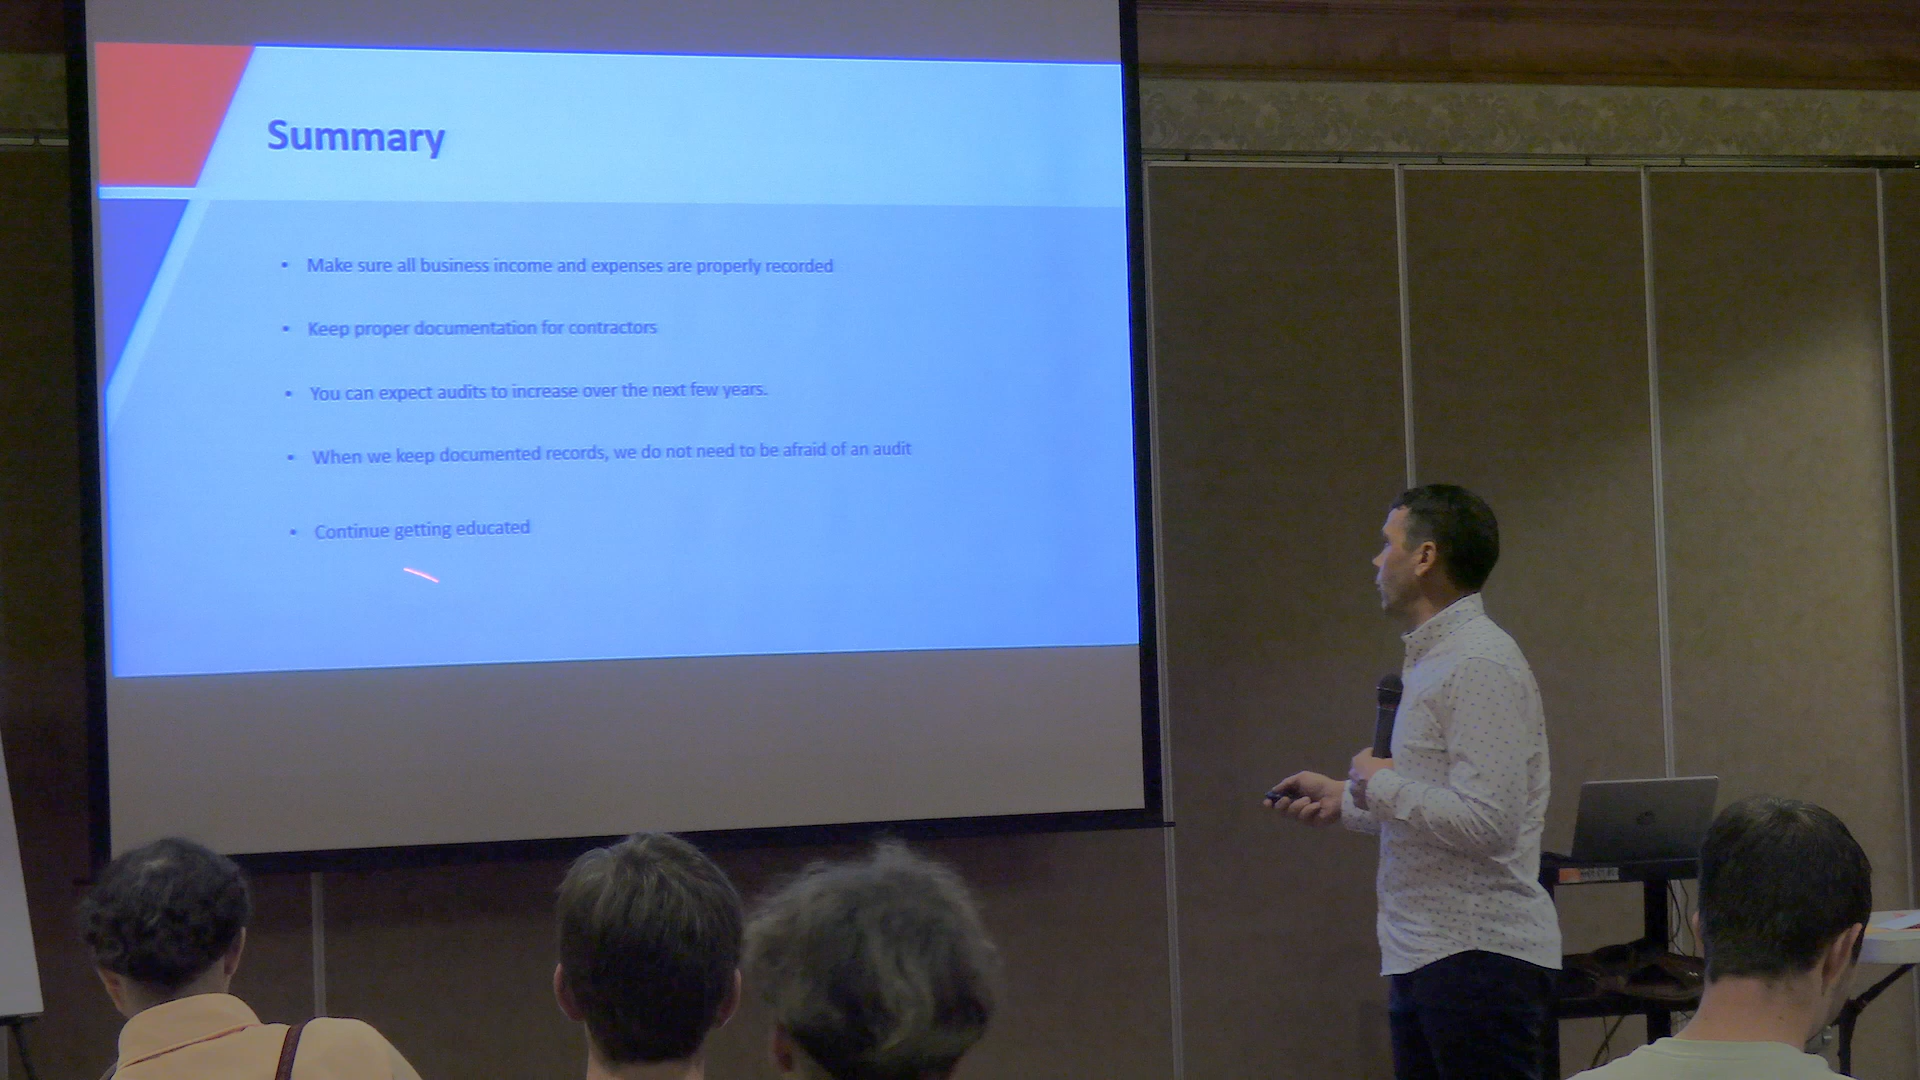 Summary
• Make sure all business income and expenses are properly recorded
• Keep proper documentation for contractors
• You can expect audits to increase over the next few years.
• When we keep documented records, we do not need to be afraid of an audit
• Continue getting educated